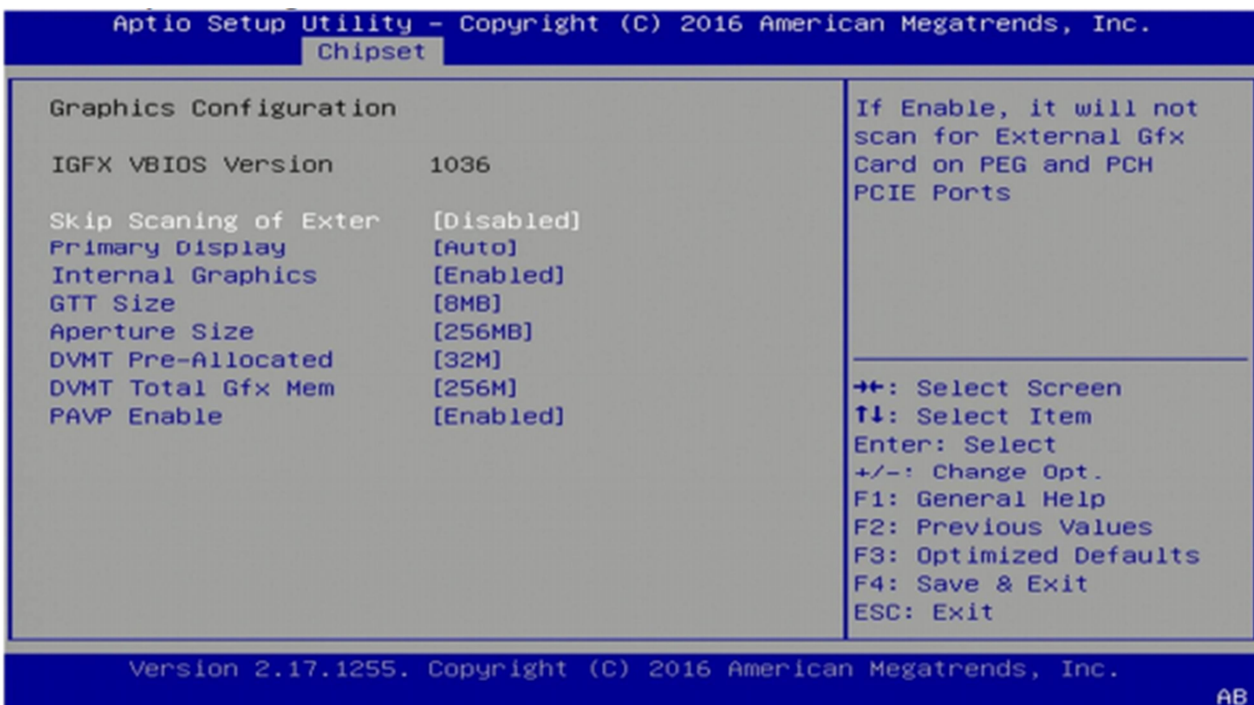 Aptio Setup Utility – Copyright (C) 2016 American Megatrends, Inc.
Chipset
Graphics Configuration
IGFX VBIOS Version 1036
Skip Scaning of Exter [Disabled]
Primary Display [Auto]
Internal Graphics [Enabled]
GTT Size [8MB]
Aperture Size [256MB]
DVMT Pre-Allocated [32M]
DVMT Total Gfx Mem [256M]
PAVP Enable [Enabled]
If Enable, it will not
scan for External Gfx
Card on PEG and PCH
PCIE Ports
→←: Select Screen
↑↓: Select Item
Enter: Select
+/-: Change Opt.
F1: General Help
F2: Previous Values
F3: Optimized Defaults
F4: Save & Exit
ESC: Exit
Version 2.17.1255. Copyright (C) 2016 American Megatrends, Inc.
AB